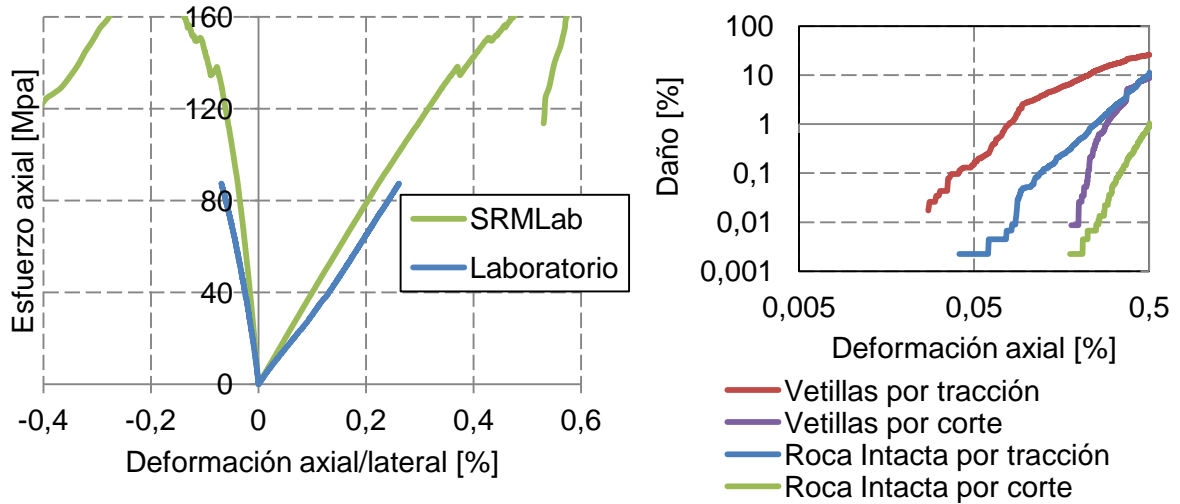 Esfuerzo axial [Mpa]
160
120
80
40
0
-0,4
-0,2
0
0,2
0,4
0,6
Deformación axial/lateral [%]
SRMLab
Laboratorio
Daño [%]
100
10
1
0,1
0,01
0,001
0,005
0,05
0,5
Deformación axial [%]
Vetillas por tracción
Vetillas por corte
Roca Intacta por tracción
Roca Intacta por corte